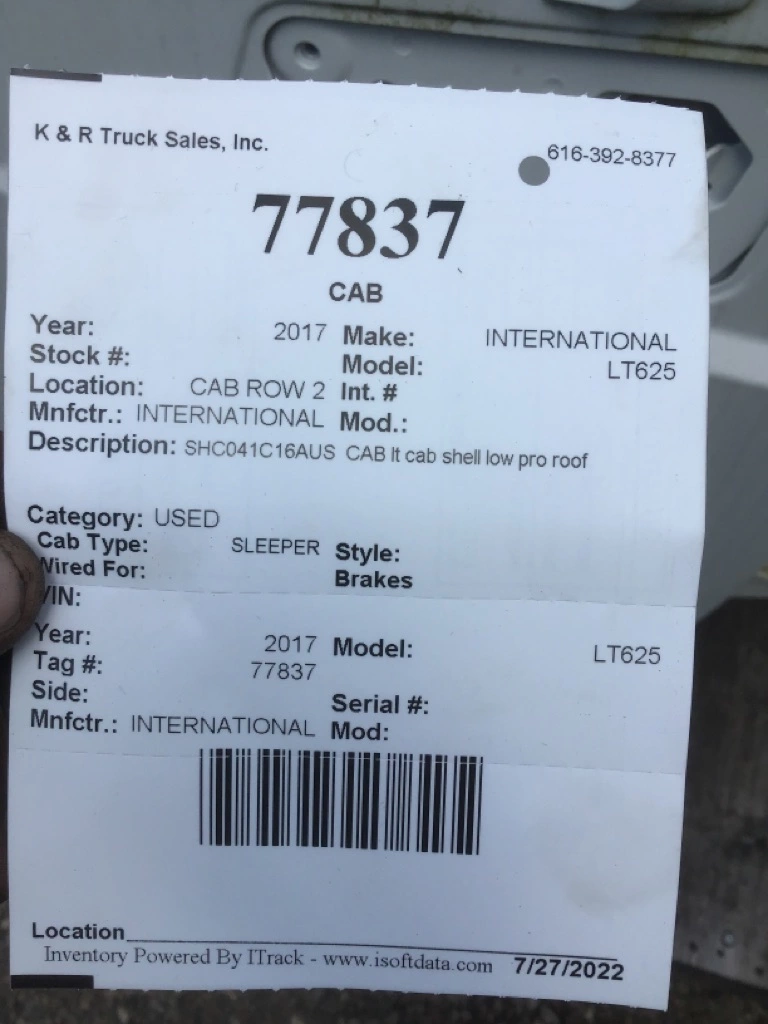 K & R Truck Sales, Inc. 616-392-8377
77837
CAB
Year: 2017 Make: INTERNATIONAL
Stock #: Model: LT625
Location: CAB ROW 2 Int. #
Mnfctr.: INTERNATIONAL Mod.:
Description: SHC041C16AUS CAB lt cab shell low pro roof
Category: USED
Cab Type: SLEEPER Style:
Wired For: Brakes
VIN:
Year: 2017 Model: LT625
Tag #: 77837
Side: Serial #:
Mnfctr.: INTERNATIONAL Mod:
Location
Inventory Powered By ITrack - www.isoftdata.com 7/27/2022